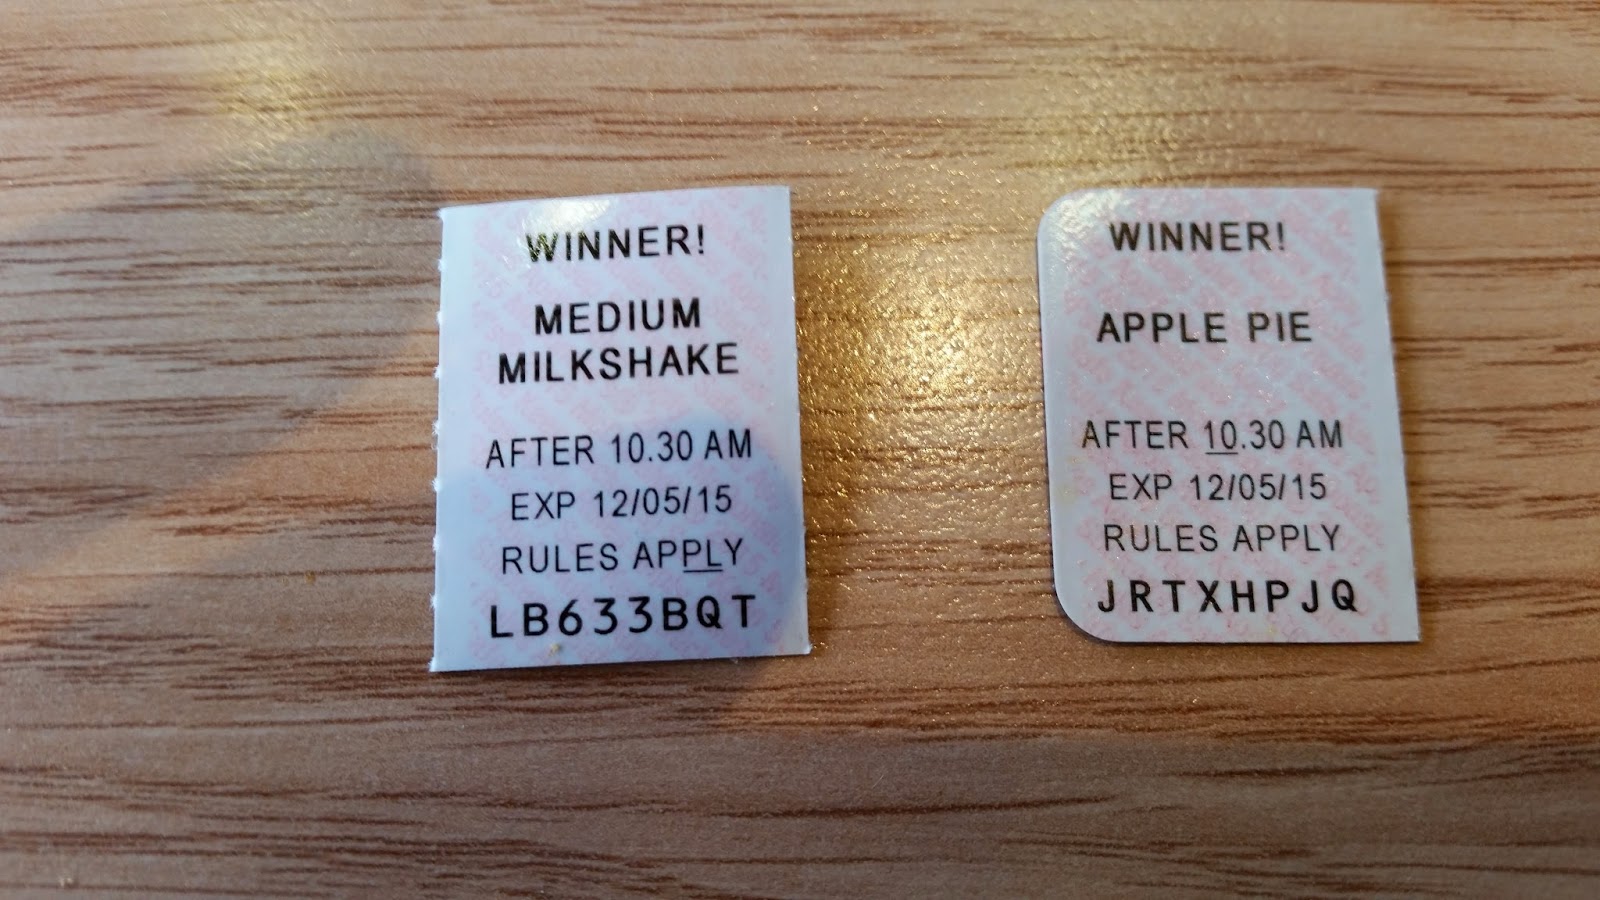 WINNER!
MEDIUM
MILKSHAKE
AFTER 10.30 AM
EXP 12/05/15
RULES APPLY
LB633BQT
WINNER!
APPLE PIE
AFTER 10.30 AM
EXP 12/05/15
RULES APPLY
JRTXHPJQ